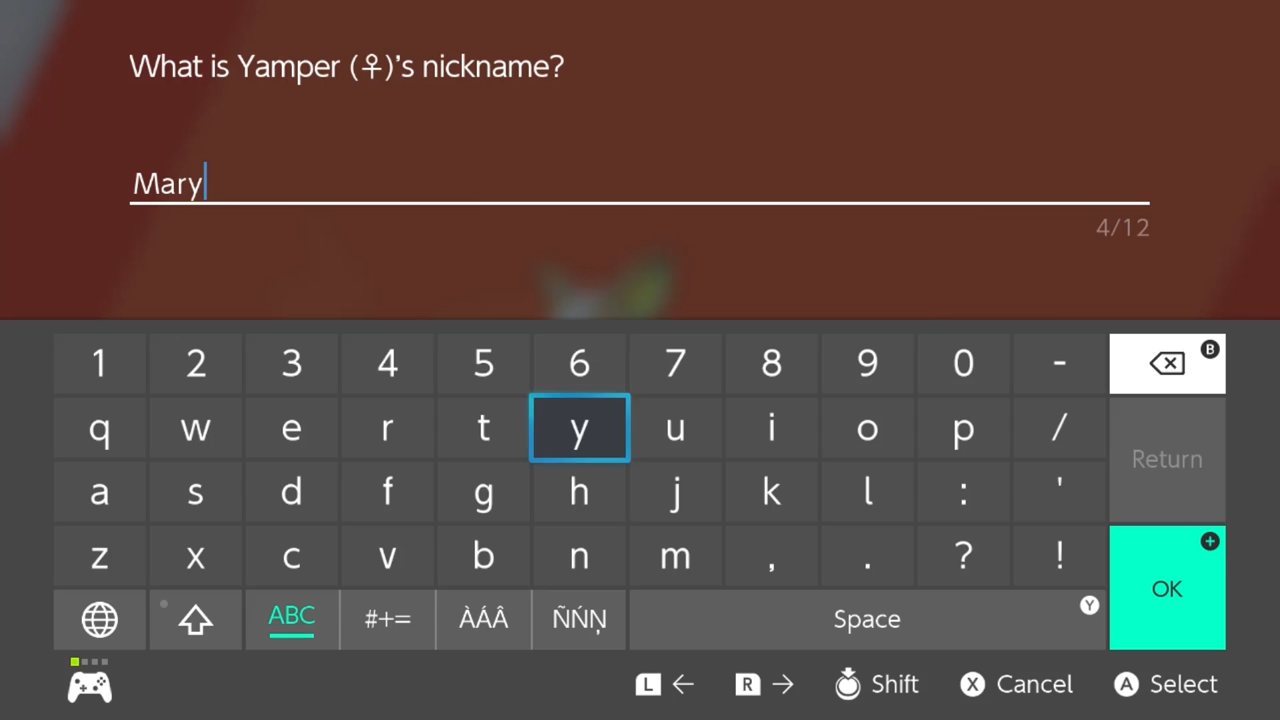 What is Yamper (♀)'s nickname?
Mary
4/12
1 2 3 4 5 6 7 8 9 0 - B
q w e r t y u i o p /
Return
a s d f g h j k l : '
z x c v b n m , . ? ! +
OK
ABC #+= ÀÁÂ ÑŃŅ Space Y
L ← R → Shift X Cancel A Select